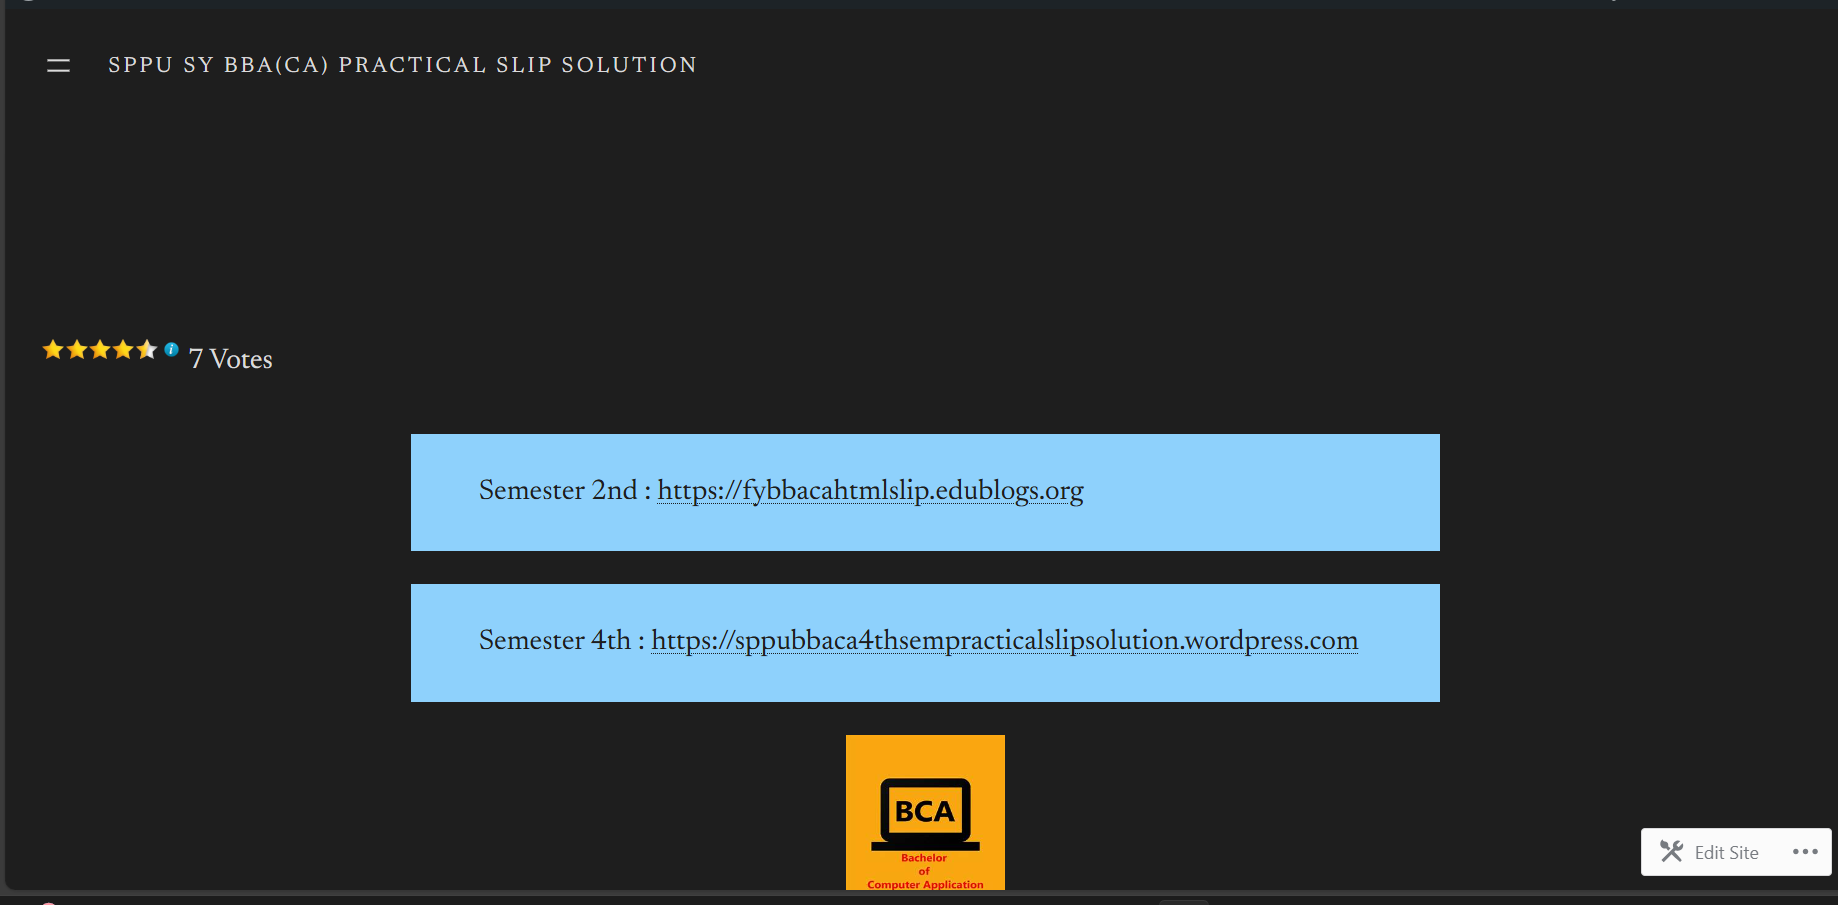 SPPU SY BBA(CA) PRACTICAL SLIP SOLUTION
7 Votes
Semester 2nd : https://fybbacahtmlslip.edublogs.org
Semester 4th : https://sppubbaca4thsempracticalslipsolution.wordpress.com
BCA
Bachelor
of
Computer Application
Edit Site